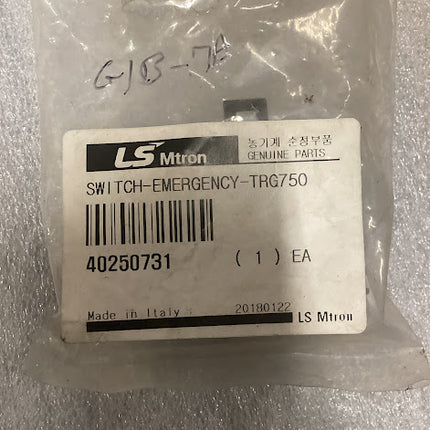 G1B-7A
LS Mtron
농기계 순정부품
GENUINE PARTS
SWITCH-EMERGENCY-TRG750
40250731 ( 1 ) EA
Made in Italy 20180122
LS Mtron